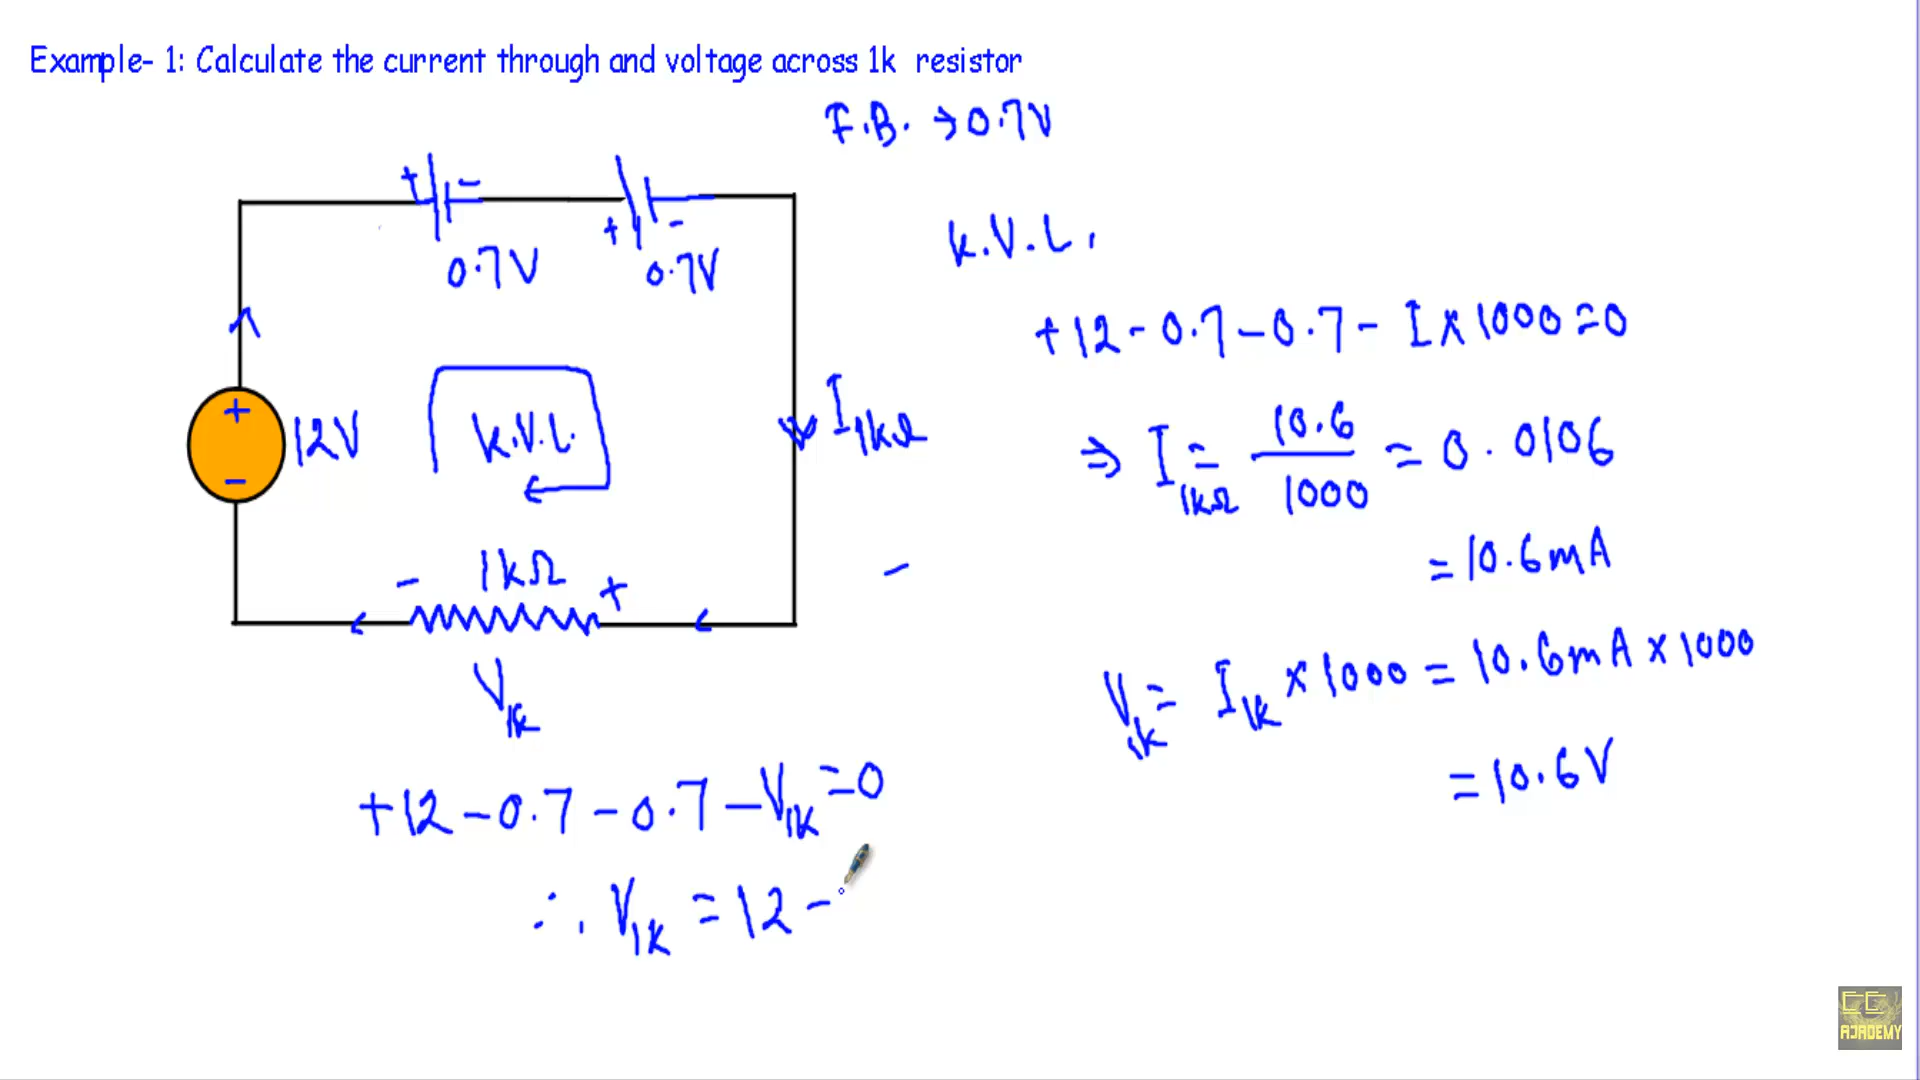 Example- 1: Calculate the current through and voltage across 1k resistor
F.B. → 0.7V
+ - + -
0.7V 0.7V
K.V.L.
+12 - 0.7 - 0.7 - I × 1000 = 0
+ - 12V
K.V.L.
I1kΩ
⇒ I1kΩ = 10.6/1000 = 0.0106
= 10.6mA
- 1kΩ +
-
V1k
V1k = I1k × 1000 = 10.6mA × 1000
= 10.6V
+12 - 0.7 - 0.7 - V1k = 0
∴ V1k = 12 -
EE
ACADEMY